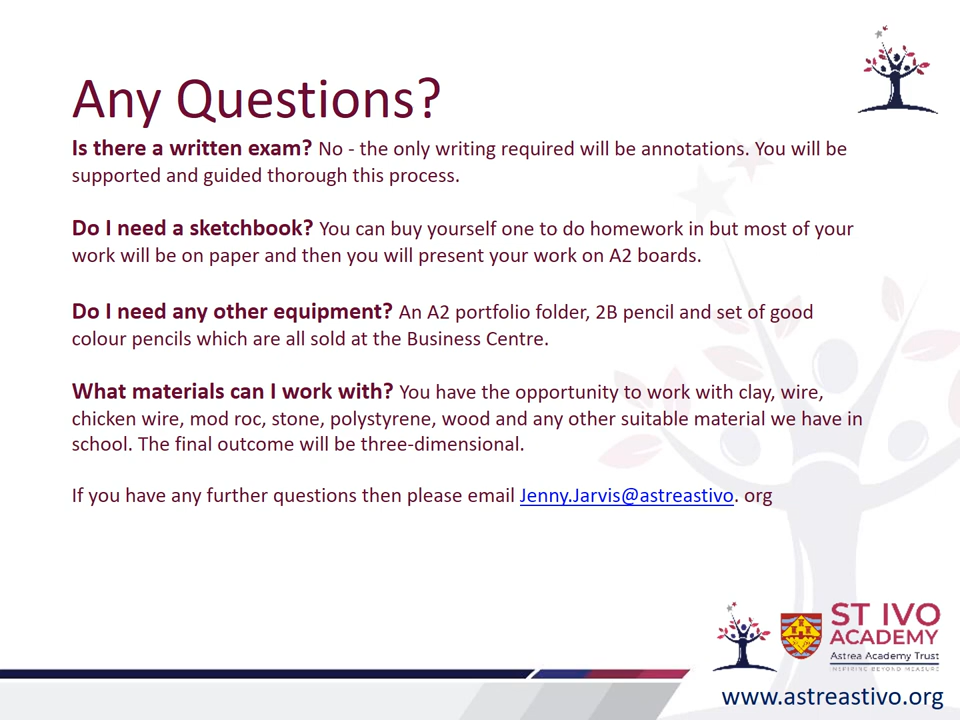 Any Questions?
Is there a written exam? No - the only writing required will be annotations. You will be
supported and guided thorough this process.
Do I need a sketchbook? You can buy yourself one to do homework in but most of your
work will be on paper and then you will present your work on A2 boards.
Do I need any other equipment? An A2 portfolio folder, 2B pencil and set of good
colour pencils which are all sold at the Business Centre.
What materials can I work with? You have the opportunity to work with clay, wire,
chicken wire, mod roc, stone, polystyrene, wood and any other suitable material we have in
school. The final outcome will be three-dimensional.
If you have any further questions then please email Jenny.Jarvis@astreastivo. org
ST IVO
ACADEMY
Astrea Academy Trust
INSPIRING BEYOND MEASURE
www.astreastivo.org